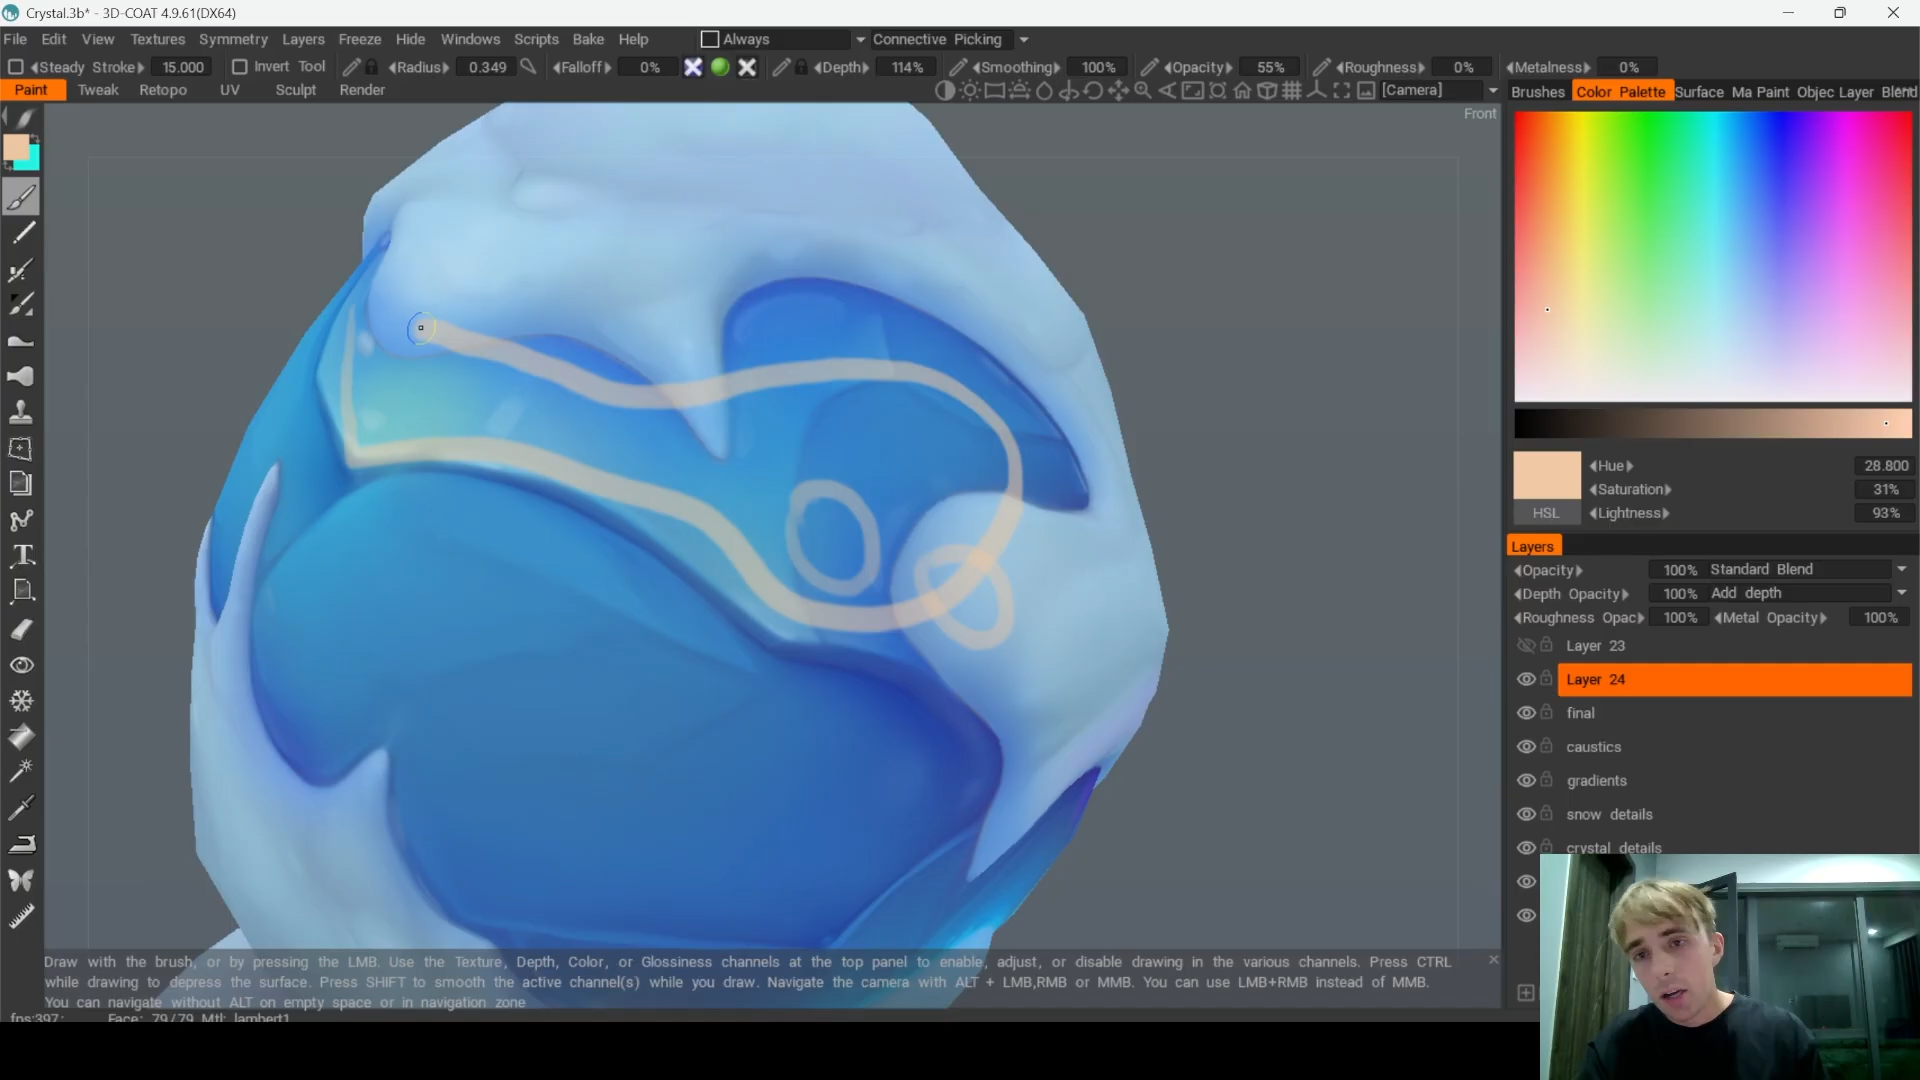 Crystal.3b* - 3D-COAT 4.9.61(DX64)
File Edit View Textures Symmetry Layers Freeze Hide Windows Scripts Bake Help Always Connective Picking
Steady Stroke 15.000 Invert Tool Radius 0.349 Falloff 0% Depth 114% Smoothing 100% Opacity 55% Roughness 0% Metalness 0%
Paint Tweak Retopo UV Sculpt Render [Camera] Brushes Color Palette Surface Ma Paint Objec Layer Blend
Front
HSL
Hue 28.800
Saturation 31%
Lightness 93%
Layers
Opacity 100% Standard Blend
Depth Opacity 100% Add depth
Roughness Opac 100% Metal Opacity 100%
Layer 23
Layer 24
final
caustics
gradients
snow details
crystal details
Draw with the brush, or by pressing the LMB. Use the Texture, Depth, Color, or Glossiness channels at the top panel to enable, adjust, or disable drawing in the various channels. Press CTRL
while drawing to depress the surface. Press SHIFT to smooth the active channel(s) while you draw. Navigate the camera with ALT + LMB,RMB or MMB. You can use LMB+RMB instead of MMB.
You can navigate without ALT on empty space or in navigation zone
fps:397; Face: 79/79 Mtl: lambert1